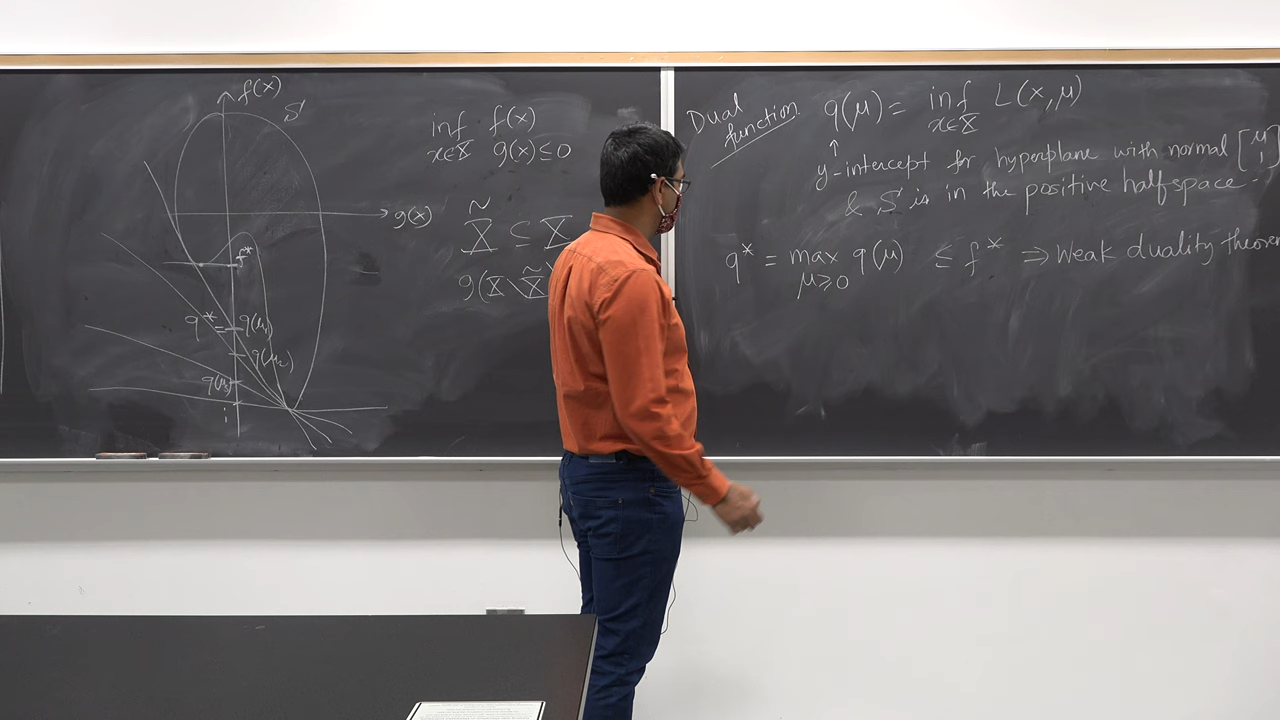 f(x)
S
g(x)
f*
q*
q(μ₁)
q(μ₂)
q(μ₃)
inf f(x)
x∈X g(x)≤0
X̃ ⊆ X
g(X\X̃)
Dual function q(μ) = inf L(x,μ)
x∈X
↑
y-intercept for hyperplane with normal [μ 1]
& S is in the positive halfspace.
q* = max q(μ) ≤ f* ⇒ Weak duality theorem
μ≥0